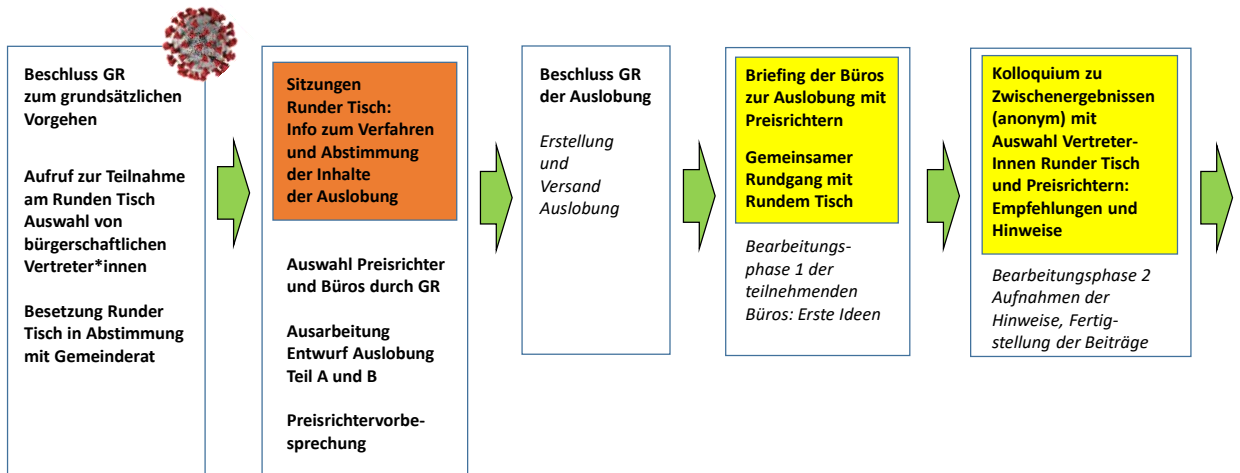 Beschluss GR
zum grundsätzlichen
Vorgehen
Aufruf zur Teilnahme
am Runden Tisch
Auswahl von
bürgerschaftlichen
Vertreter*innen
Besetzung Runder
Tisch in Abstimmung
mit Gemeinderat
Sitzungen
Runder Tisch:
Info zum Verfahren
und Abstimmung
der Inhalte
der Auslobung
Auswahl Preisrichter
und Büros durch GR
Ausarbeitung
Entwurf Auslobung
Teil A und B
Preisrichtervorbe-
sprechung
Beschluss GR
der Auslobung
Erstellung
und
Versand
Auslobung
Briefing der Büros
zur Auslobung mit
Preisrichtern
Gemeinsamer
Rundgang mit
Rundem Tisch
Bearbeitungs-
phase 1 der
teilnehmenden
Büros: Erste Ideen
Kolloquium zu
Zwischenergebnissen
(anonym) mit
Auswahl Vertreter-
Innen Runder Tisch
und Preisrichtern:
Empfehlungen und
Hinweise
Bearbeitungsphase 2
Aufnahmen der
Hinweise, Fertig-
stellung der Beiträge